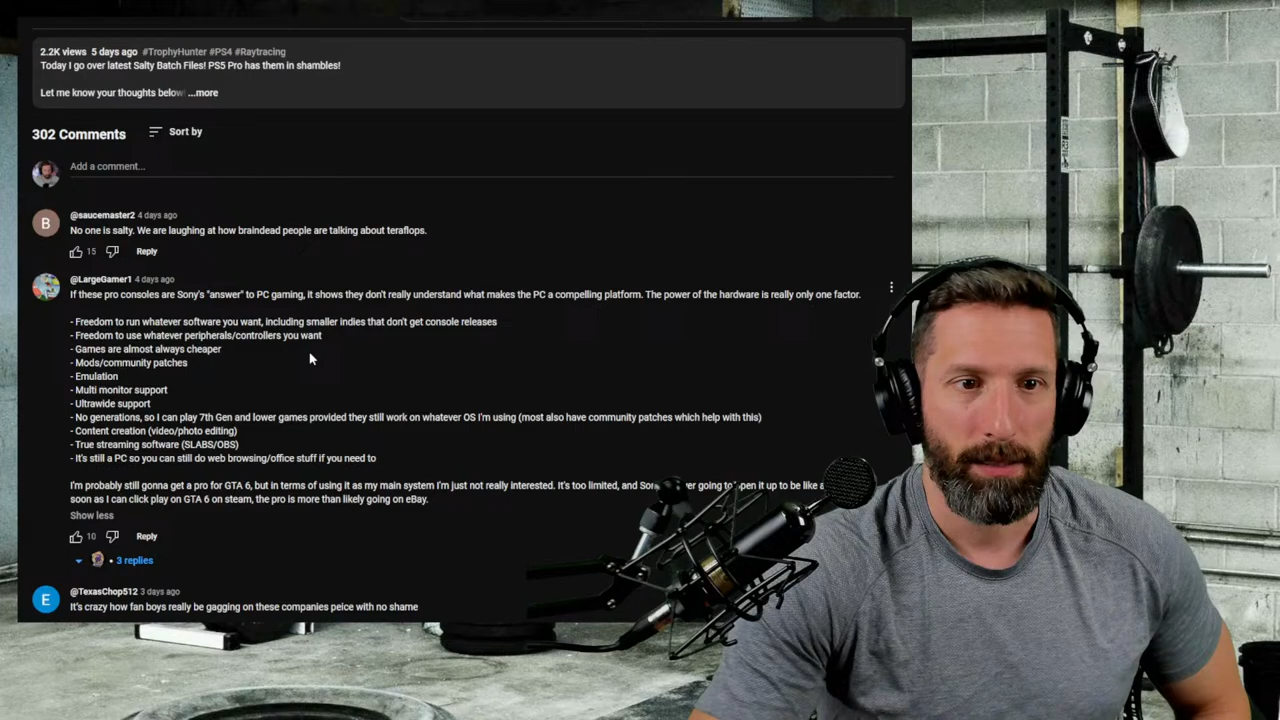 2.2K views 5 days ago #TrophyHunter #PS4 #Raytracing
Today I go over latest Salty Batch Files! PS5 Pro has them in shambles!
Let me know your thoughts below ...more
302 Comments
Sort by
Add a comment...
B
@saucemaster2 4 days ago
No one is salty. We are laughing at how braindead people are talking about teraflops.
15 Reply
@LargeGamer1 4 days ago
If these pro consoles are Sony's "answer" to PC gaming, it shows they don't really understand what makes the PC a compelling platform. The power of the hardware is really only one factor.
- Freedom to run whatever software you want, including smaller indies that don't get console releases
- Freedom to use whatever peripherals/controllers you want
- Games are almost always cheaper
- Mods/community patches
- Emulation
- Multi monitor support
- Ultrawide support
- No generations, so I can play 7th Gen and lower games provided they still work on whatever OS I'm using (most also have community patches which help with this)
- Content creation (video/photo editing)
- True streaming software (SLABS/OBS)
- It's still a PC so you can still do web browsing/office stuff if you need to
I'm probably still gonna get a pro for GTA 6, but in terms of using it as my main system I'm just not really interested. It's too limited, and going to open it up to be like a
soon as I can click play on GTA 6 on steam, the pro is more than likely going on eBay.
Show less
10 Reply
3 replies
E
@TexasChop512 3 days ago
It's crazy how fan boys really be gagging on these companies peice with no shame